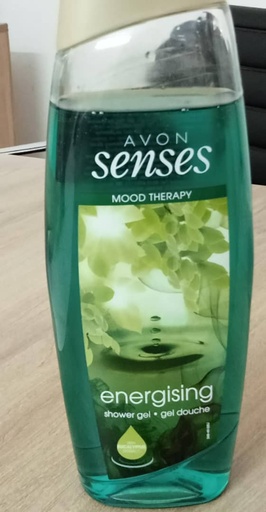 AVON
senses
MOOD THERAPY
energising
shower gel • gel douche